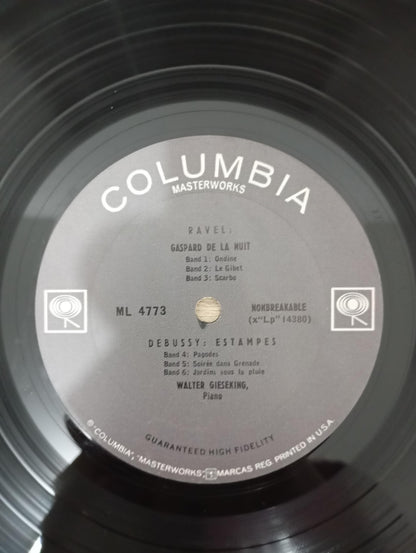 COLUMBIA
MASTERWORKS
RAVEL:
GASPARD DE LA NUIT
Band 1: Ondine
Band 2: Le Gibet
Band 3: Scarbo
ML 4773
NONBREAKABLE
(x"Lp" 14280)
DEBUSSY: ESTAMPES
Band 4: Pagodes
Band 5: Soirée dans Grenade
Band 6: Jardins sous la pluie
WALTER GIESEKING,
Piano
GUARANTEED HIGH FIDELITY
® "COLUMBIA", "MASTERWORKS", MARCAS REG. PRINTED IN U.S.A.